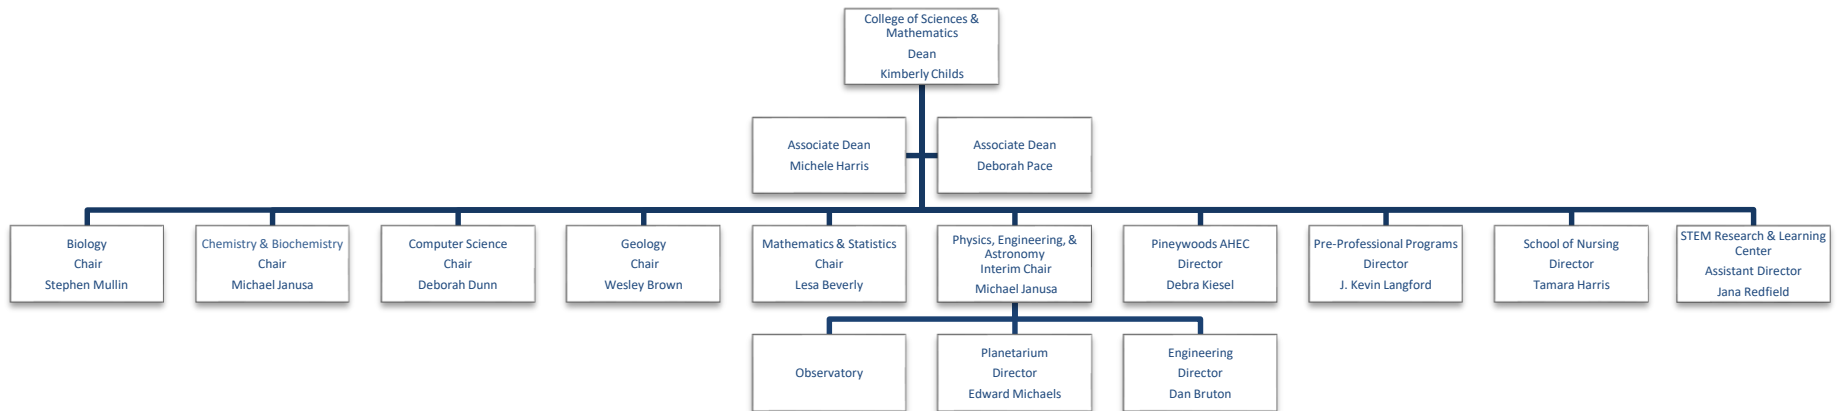 College of Sciences &
Mathematics
Dean
Kimberly Childs
Associate Dean
Michele Harris
Associate Dean
Deborah Pace
Biology
Chair
Stephen Mullin
Chemistry & Biochemistry
Chair
Michael Janusa
Computer Science
Chair
Deborah Dunn
Geology
Chair
Wesley Brown
Mathematics & Statistics
Chair
Lesa Beverly
Physics, Engineering, &
Astronomy
Interim Chair
Michael Janusa
Pineywoods AHEC
Director
Debra Kiesel
Pre-Professional Programs
Director
J. Kevin Langford
School of Nursing
Director
Tamara Harris
STEM Research & Learning
Center
Assistant Director
Jana Redfield
Observatory
Planetarium
Director
Edward Michaels
Engineering
Director
Dan Bruton